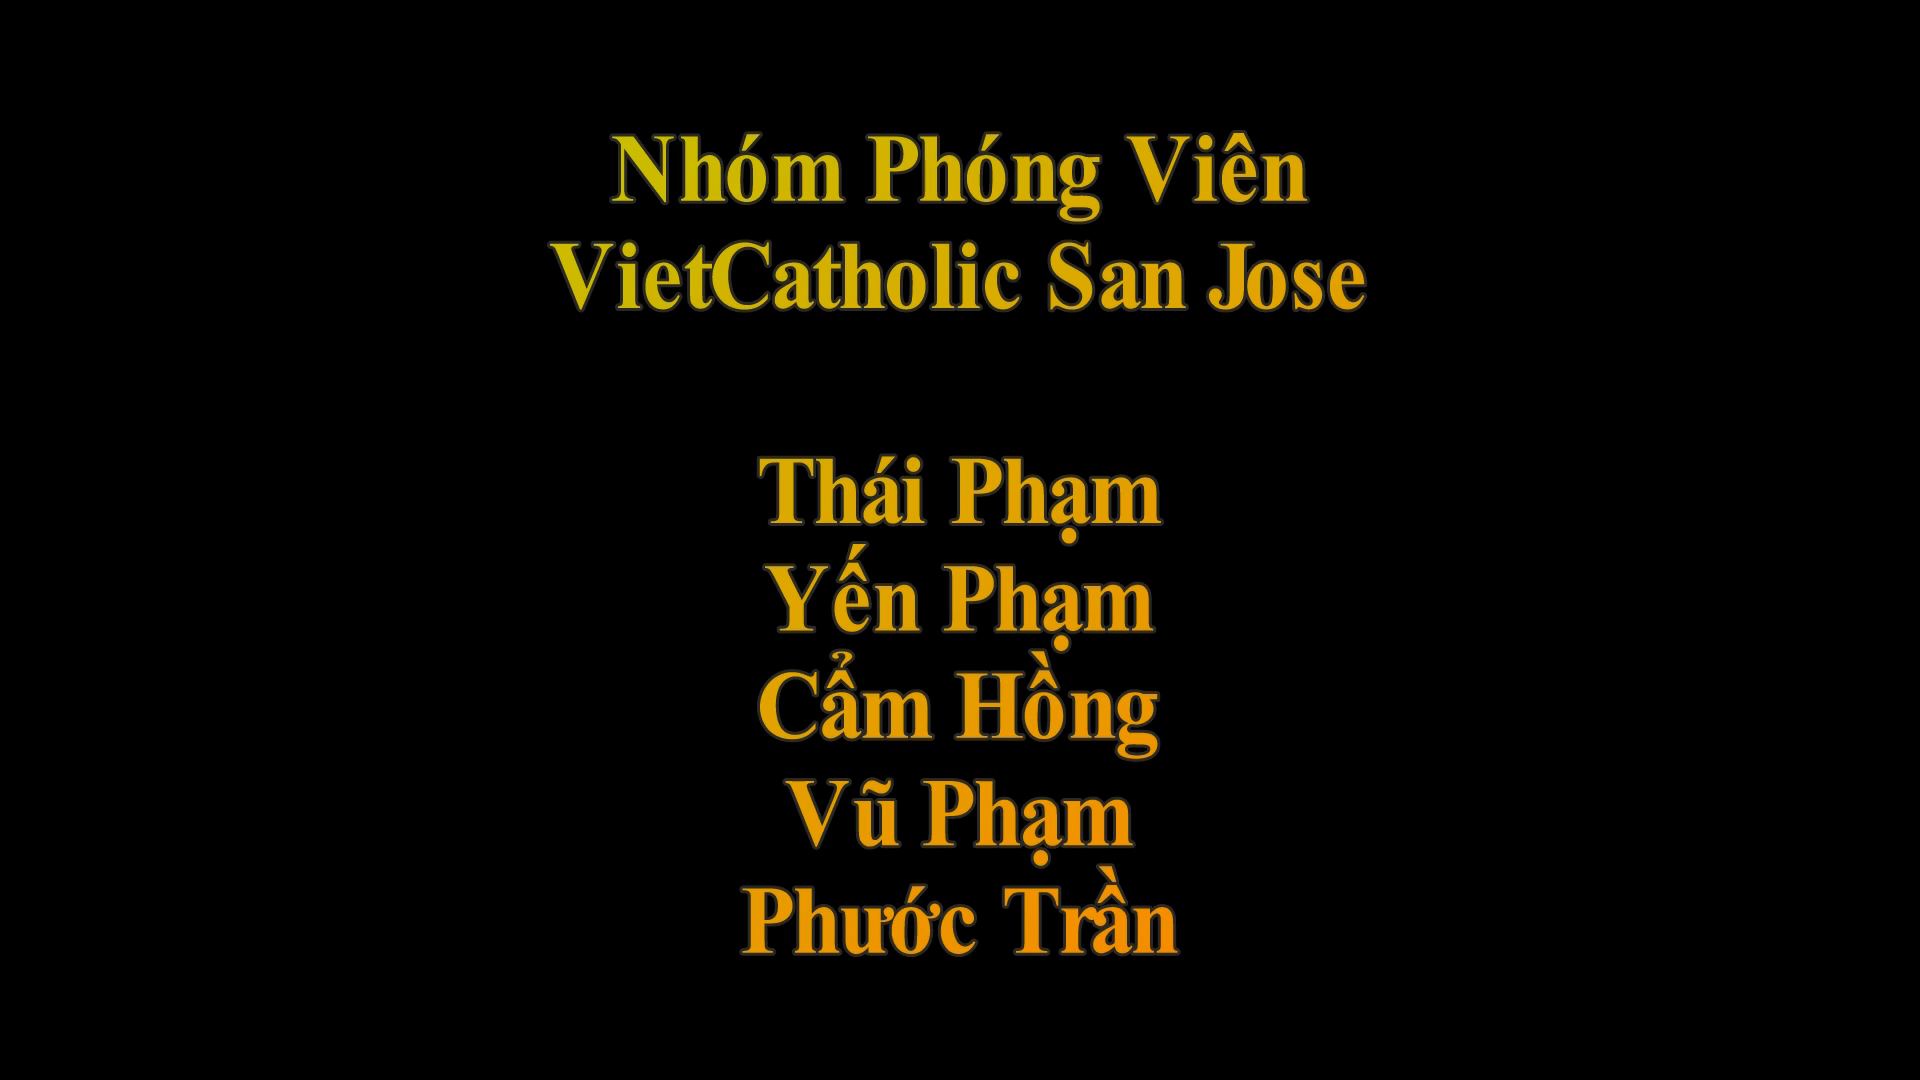 Nhóm Phóng Viên
VietCatholic San Jose
Thái Phạm
Yến Phạm
Cẩm Hồng
Vũ Phạm
Phước Trần